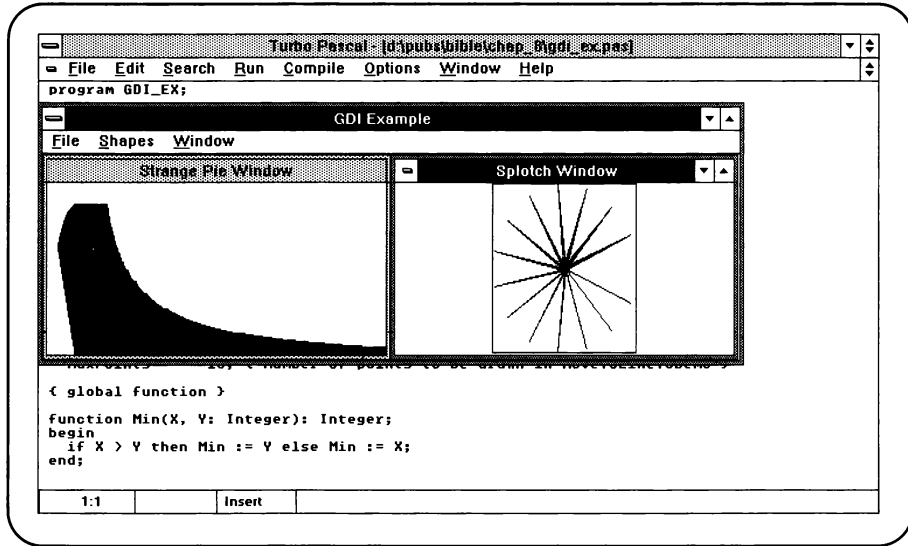 Turbo Pascal - [d:\pubs\bible\chap_8\gdi_ex.pas]
File Edit Search Run Compile Options Window Help
program GDI_EX;
GDI Example
File Shapes Window
Strange Pie Window
Splotch Window
{ global function }
function Min(X, Y: Integer): Integer;
begin
if X > Y then Min := Y else Min := X;
end;
1:1 Insert